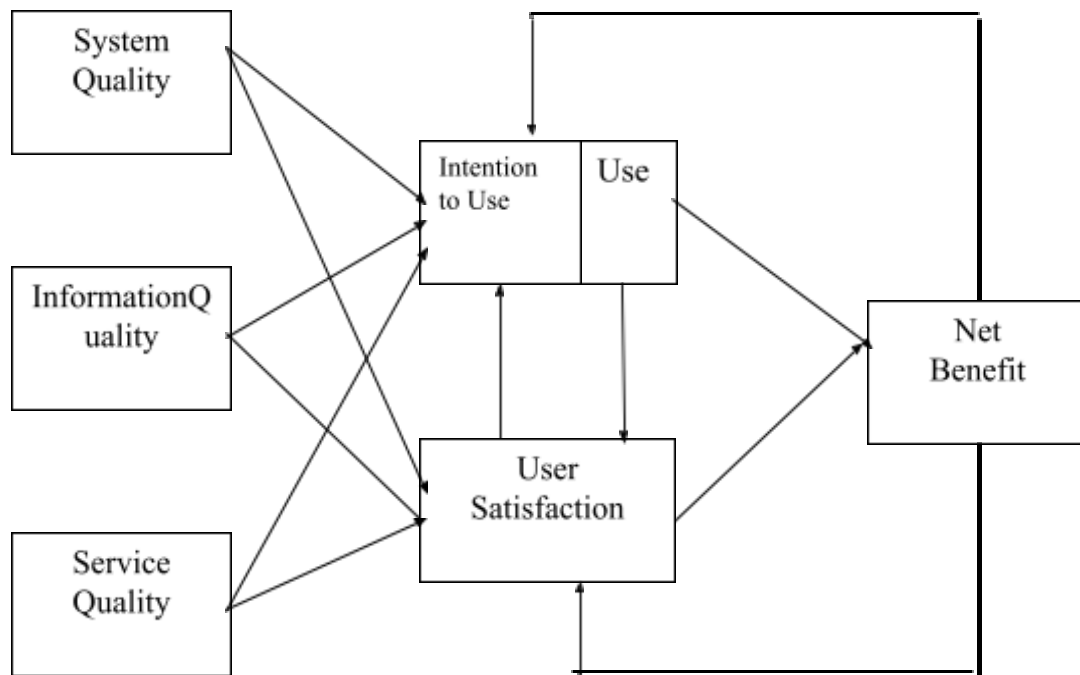 System
Quality
Intention
to Use
Use
InformationQ
uality
Net
Benefit
User
Satisfaction
Service
Quality